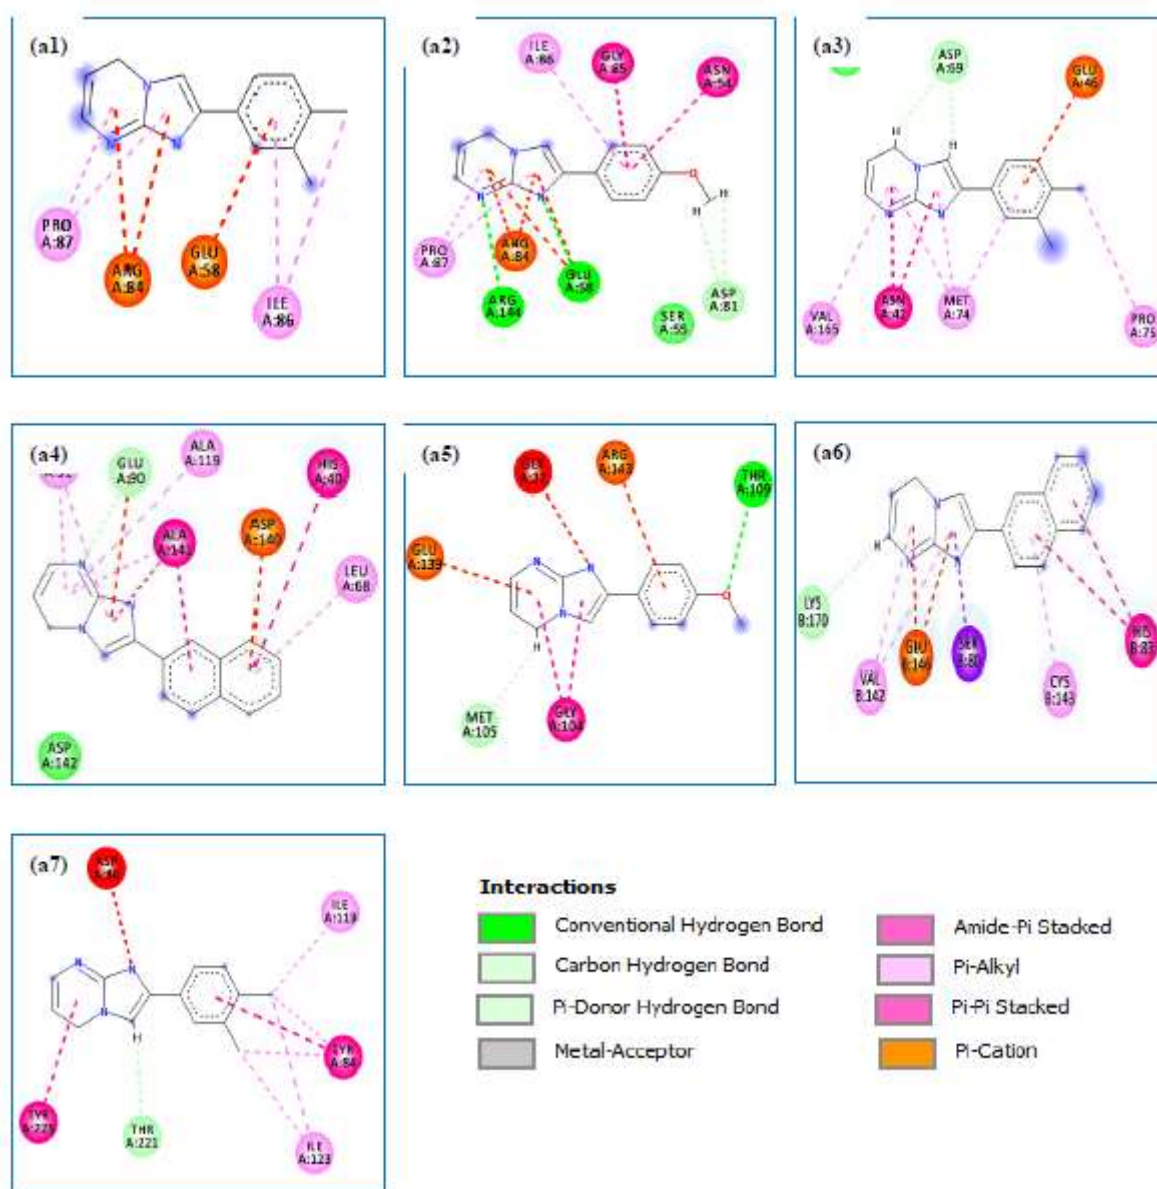 (a1)
PRO
A:87
ARG
A:84
GLU
A:58
ILE
A:86
N
N
N
(a2)
ILE
A:86
GLY
A:85
ASN
A:54
PRO
A:87
ARG
A:84
ARG
A:144
GLU
A:58
SER
A:55
ASP
A:81
N
N
N
O
H
H
(a3)
ASP
A:69
GLU
A:46
VAL
A:165
ASN
A:42
MET
A:74
PRO
A:75
H
H
N
N
N
(a4)
GLU
A:90
ALA
A:119
HIS
A:40
ALA
A:141
ASP
A:140
LEU
A:68
ASP
A:142
N
N
N
(a5)
ARG
A:143
THR
A:109
GLU
A:139
MET
A:105
GLY
A:104
N
N
N
O
H
(a6)
LYS
B:170
VAL
B:142
GLU
B:146
SER
B:80
CYS
B:143
HIS
B:83
H
N
N
N
(a7)
ILE
A:119
THR
A:221
ILE
A:123
N
N
N
H
Interactions
Conventional Hydrogen Bond
Carbon Hydrogen Bond
Pi-Donor Hydrogen Bond
Metal-Acceptor
Amide-Pi Stacked
Pi-Alkyl
Pi-Pi Stacked
Pi-Cation